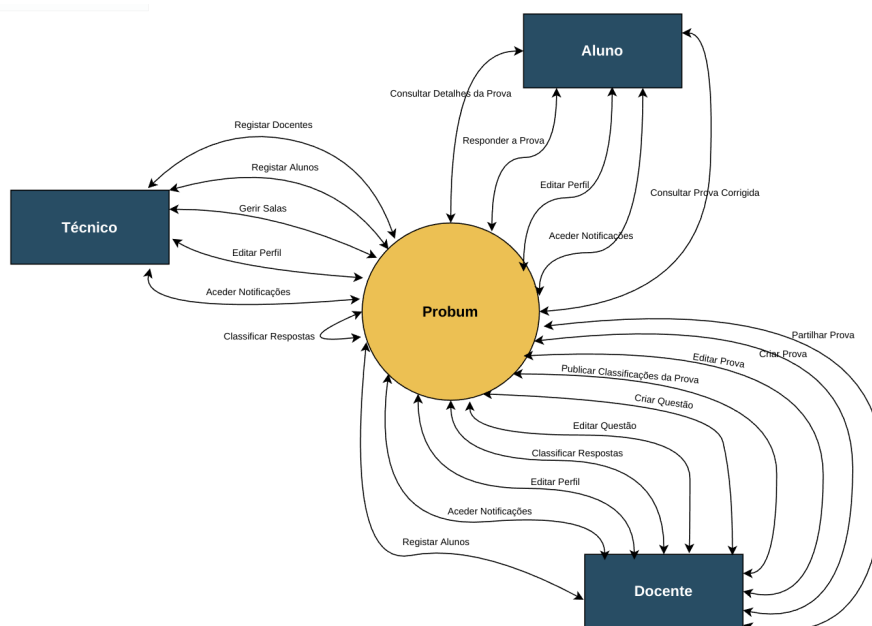 Aluno
Consultar Detalhes da Prova
Registar Docentes
Responder a Prova
Registar Alunos
Editar Perfil
Consultar Prova Corrigida
Gerir Salas
Técnico
Aceder Notificações
Editar Perfil
Aceder Notificações
Probum
Classificar Respostas
Partilhar Prova
Criar Prova
Editar Prova
Publicar Classificações da Prova
Criar Questão
Editar Questão
Classificar Respostas
Editar Perfil
Aceder Notificações
Registar Alunos
Docente